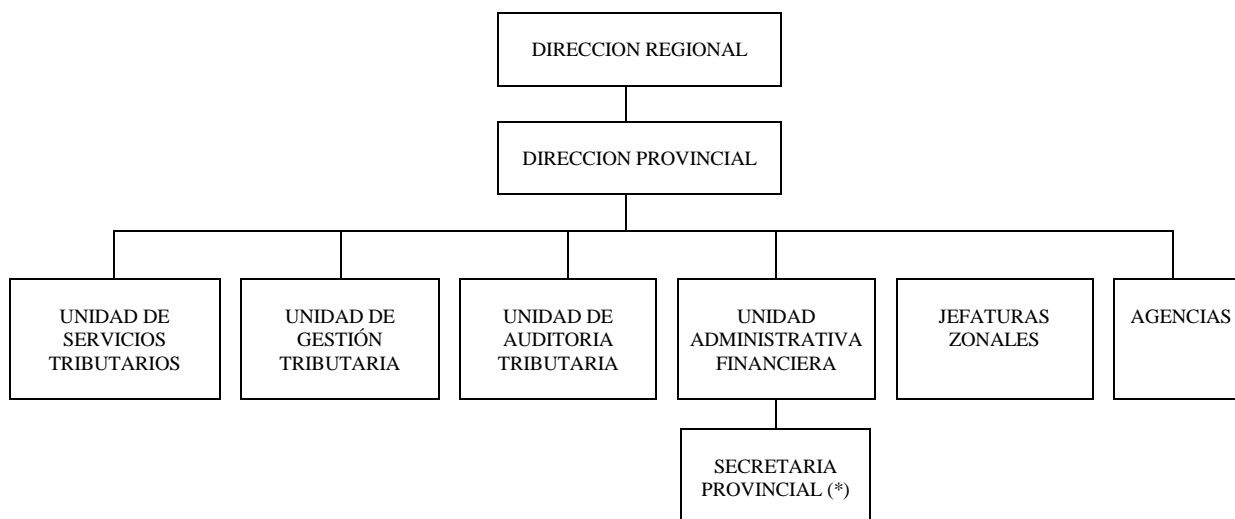 DIRECCION REGIONAL
DIRECCION PROVINCIAL
UNIDAD DE
SERVICIOS
TRIBUTARIOS
UNIDAD DE
GESTIÓN
TRIBUTARIA
UNIDAD DE
AUDITORIA
TRIBUTARIA
UNIDAD
ADMINISTRATIVA
FINANCIERA
JEFATURAS
ZONALES
AGENCIAS
SECRETARIA
PROVINCIAL (*)